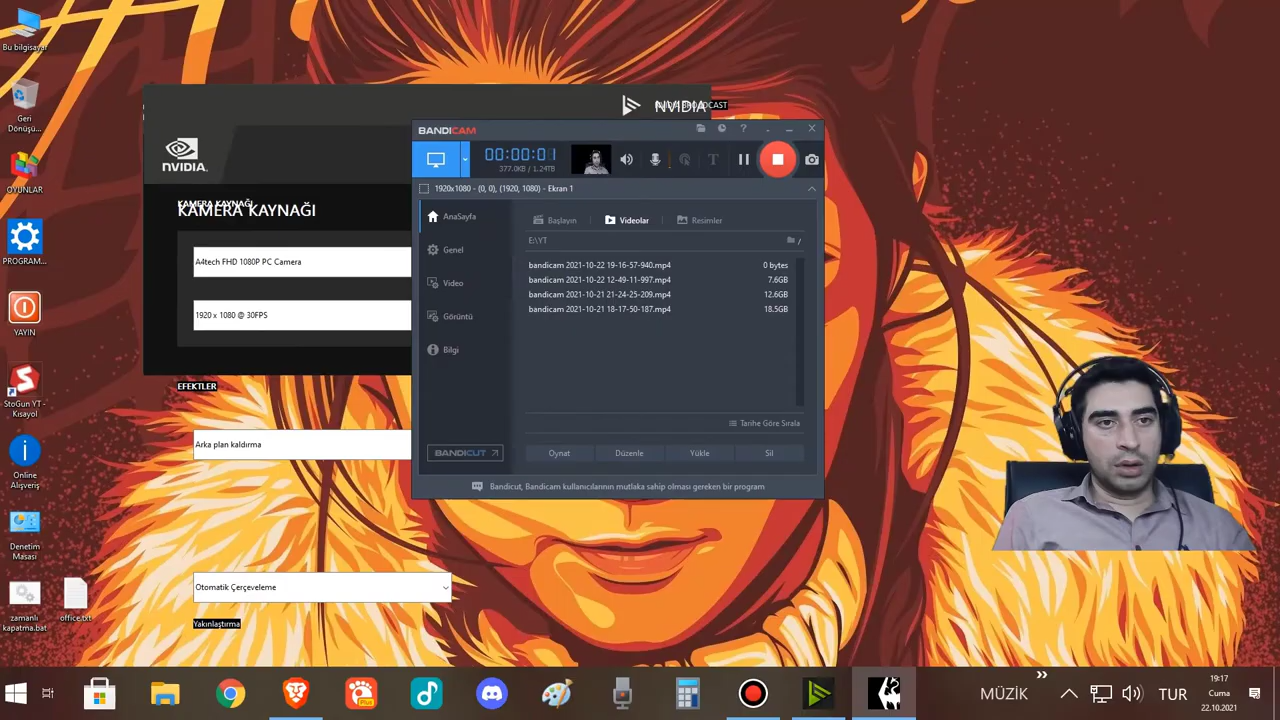 Bu bilgisayar
Geri
Dönüşü...
OYUNLAR
PROGRAM...
YAYIN
StoGun YT -
Kısayol
Online
Alışveriş
Denetim
Masası
zamanlı
kapatma.bat
office.txt
NVIDIA
NVIDIA.
KAMERA KAYNAĞI
KAMERA KAYNAĞI
A4tech FHD 1080P PC Camera
1920 x 1080 @ 30FPS
EFEKTLER
Arka plan kaldırma
Otomatik Çerçeveleme
Yakınlaştırma
BANDICAM
00:00:01
377.0KB / 1.24TB
1920x1080 - (0, 0), (1920, 1080) - Ekran 1
AnaSayfa
Genel
Video
Görüntü
Bilgi
BANDICUT
Başlayın
Videolar
Resimler
E:\YT
bandicam 2021-10-22 19-16-57-940.mp4 0 bytes
bandicam 2021-10-22 12-49-11-997.mp4 7.6GB
bandicam 2021-10-21 21-24-25-209.mp4 12.6GB
bandicam 2021-10-21 18-17-50-187.mp4 18.5GB
Tarihe Göre Sırala
Oynat Düzenle Yükle Sil
Bandicut, Bandicam kullanıcılarının mutlaka sahip olması gereken bir program
Plus
MÜZİK
TUR
19:17
Cuma
22.10.2021